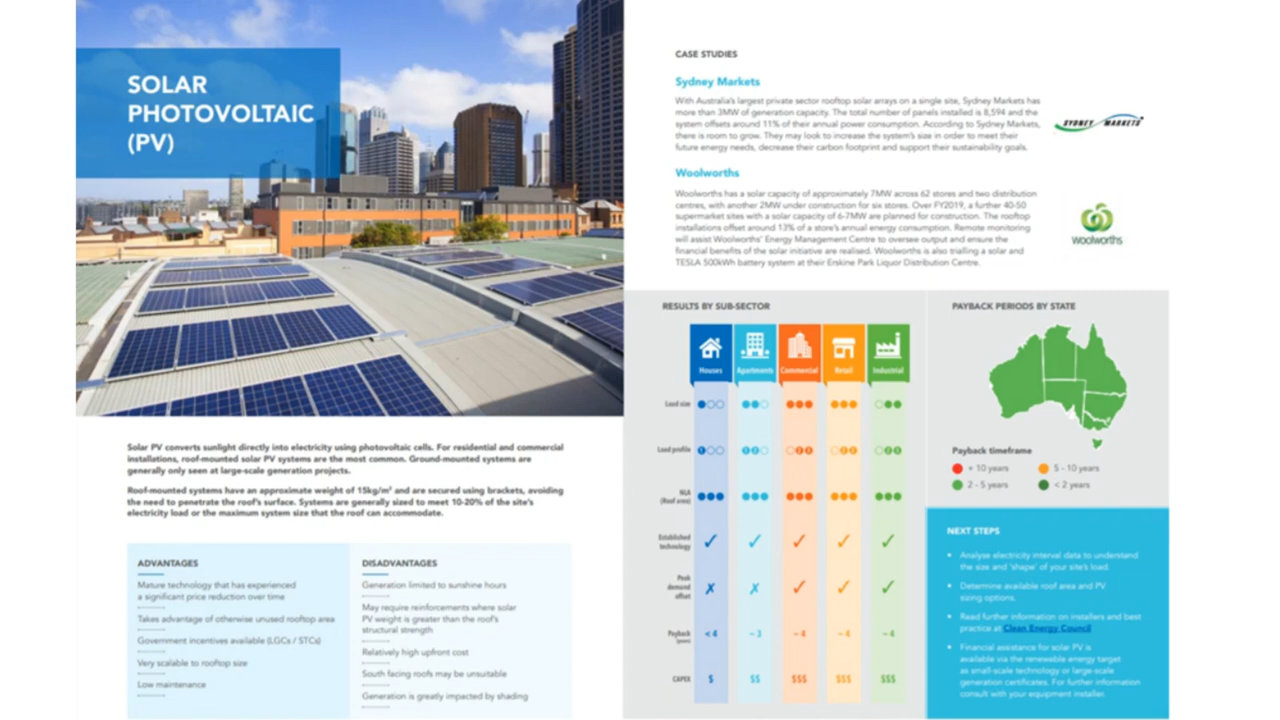 SOLAR
PHOTOVOLTAIC
(PV)
Solar PV converts sunlight directly into electricity using photovoltaic cells. For residential and commercial
installations, roof-mounted solar PV systems are the most common. Ground-mounted systems are
generally only seen at large-scale generation projects.
Roof-mounted systems have an approximate weight of 15kg/m² and are secured using brackets, avoiding
the need to penetrate the roof's surface. Systems are generally sized to meet 10-20% of the site's
electricity load or the maximum system size that the roof can accommodate.
ADVANTAGES
Mature technology that has experienced
a significant price reduction over time
Takes advantage of otherwise unused rooftop area
Government incentives available (LGCs / STCs)
Very scalable to rooftop size
Low maintenance
DISADVANTAGES
Generation limited to sunshine hours
May require reinforcements where solar
PV weight is greater than the roof's
structural strength
Relatively high upfront cost
South facing roofs may be unsuitable
Generation is greatly impacted by shading
CASE STUDIES
Sydney Markets
With Australia's largest private sector rooftop solar arrays on a single site, Sydney Markets has
more than 3MW of generation capacity. The total number of panels installed is 8,594 and the
system offsets around 11% of their annual power consumption. According to Sydney Markets,
there is room to grow. They may look to increase the system's size in order to meet their
future energy needs, decrease their carbon footprint and support their sustainability goals.
SYDNEY MARKETS
Woolworths
Woolworths has a solar capacity of approximately 7MW across 62 stores and two distribution
centres, with another 2MW under construction for six stores. Over FY2019, a further 40-50
supermarket sites with a solar capacity of 6-7MW are planned for construction. The rooftop
installations offset around 13% of a store's annual energy consumption. Remote monitoring
will assist Woolworths' Energy Management Centre to oversee output and ensure the
financial benefits of the solar initiative are realised. Woolworths is also trialling a solar and
TESLA 500kWh battery system at their Erskine Park Liquor Distribution Centre.
woolworths
RESULTS BY SUB-SECTOR
Houses Apartments Commercial Retail Industrial
Load size
Load profile
NLA
(Roof area)
Established
technology ✓ ✓ ✓ ✓ ✓
Peak
demand
offset ✗ ✗ ✓ ✓ ✓
Payback
(years) < 4 ~ 3 ~ 4 ~ 4 ~ 4
CAPEX $ $$ $$$ $$$ $$$
PAYBACK PERIODS BY STATE
Payback timeframe
+ 10 years 5 - 10 years
2 - 5 years < 2 years
NEXT STEPS
• Analyse electricity interval data to understand
the size and 'shape' of your site's load.
• Determine available roof area and PV
sizing options.
• Read further information on installers and best
practice at Clean Energy Council
• Financial assistance for solar PV is
available via the renewable energy target
as small-scale technology or large-scale
generation certificates. For further information
consult with your equipment installer.